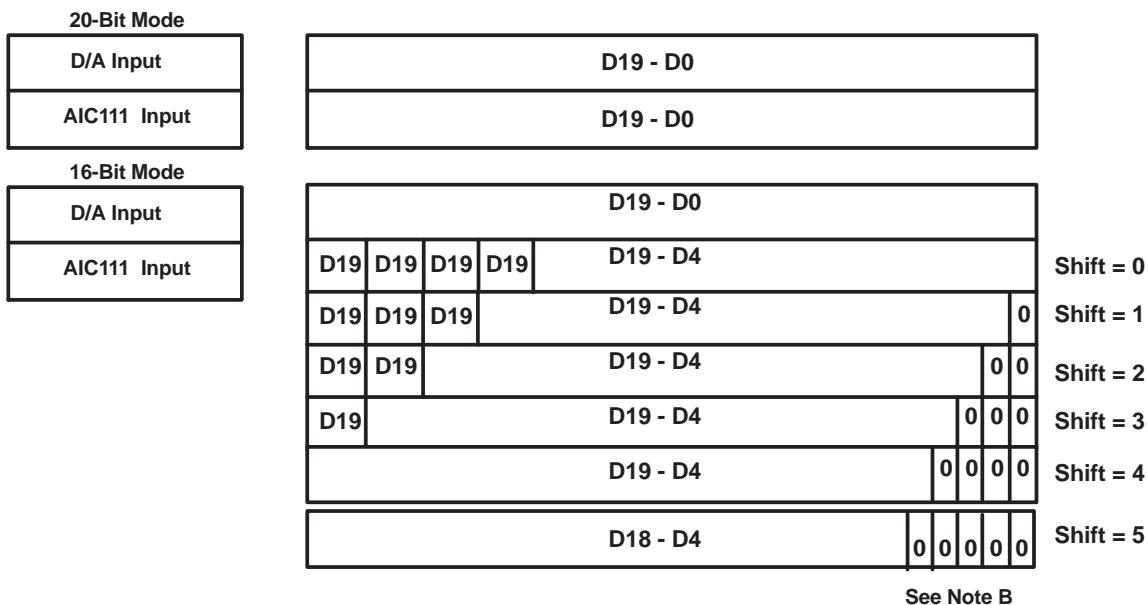 20-Bit Mode
D/A Input
D19 - D0
AIC111 Input
D19 - D0
16-Bit Mode
D/A Input
D19 - D0
AIC111 Input
D19 D19 D19 D19 D19 - D4 Shift = 0
D19 D19 D19 D19 - D4 0 Shift = 1
D19 D19 D19 - D4 0 0 Shift = 2
D19 D19 - D4 0 0 0 Shift = 3
D19 - D4 0 0 0 0 Shift = 4
D18 - D4 0 0 0 0 0 Shift = 5
See Note B